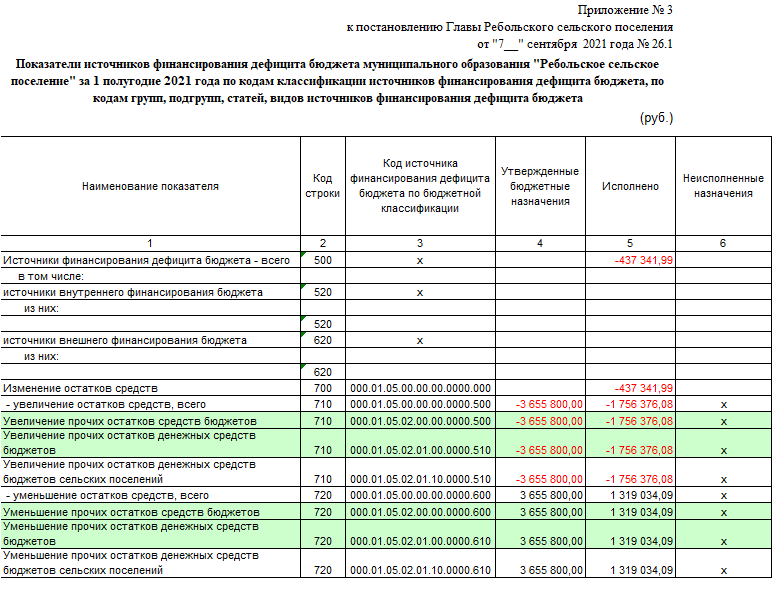 Приложение № 3
к постановлению Главы Ребольского сельского поселения
от "7__" сентября 2021 года № 26.1
Показатели источников финансирования дефицита бюджета муниципального образования "Ребольское сельское
поселение" за 1 полугодие 2021 года по кодам классификации источников финансирования дефицита бюджета, по
кодам групп, подгрупп, статей, видов источников финансирования дефицита бюджета
(руб.)
Наименование показателя Код строки Код источника финансирования дефицита бюджета по бюджетной классификации Утвержденные бюджетные назначения Исполнено Неисполненные назначения
1 2 3 4 5 6
Источники финансирования дефицита бюджета - всего 500 x -437 341,99
в том числе:
источники внутреннего финансирования бюджета 520 x
из них:
520
источники внешнего финансирования бюджета 620 x
из них:
620
Изменение остатков средств 700 000.01.05.00.00.00.0000.000 -437 341,99
- увеличение остатков средств, всего 710 000.01.05.00.00.00.0000.500 -3 655 800,00 -1 756 376,08 x
Увеличение прочих остатков средств бюджетов 710 000.01.05.02.00.00.0000.500 -3 655 800,00 -1 756 376,08 x
Увеличение прочих остатков денежных средств
бюджетов 710 000.01.05.02.01.00.0000.510 -3 655 800,00 -1 756 376,08 x
Увеличение прочих остатков денежных средств
бюджетов сельских поселений 710 000.01.05.02.01.10.0000.510 -3 655 800,00 -1 756 376,08 x
- уменьшение остатков средств, всего 720 000.01.05.00.00.00.0000.600 3 655 800,00 1 319 034,09 x
Уменьшение прочих остатков средств бюджетов 720 000.01.05.02.00.00.0000.600 3 655 800,00 1 319 034,09 x
Уменьшение прочих остатков денежных средств
бюджетов 720 000.01.05.02.01.00.0000.610 3 655 800,00 1 319 034,09 x
Уменьшение прочих остатков денежных средств
бюджетов сельских поселений 720 000.01.05.02.01.10.0000.610 3 655 800,00 1 319 034,09 x